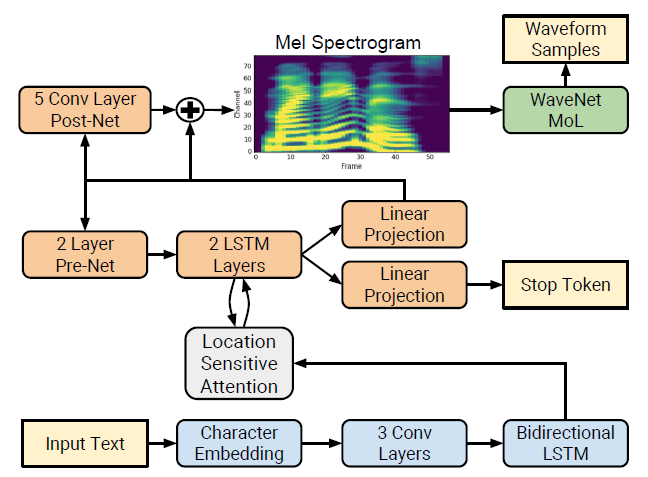 Waveform
Samples
Mel Spectrogram
5 Conv Layer
Post-Net
WaveNet
MoL
Channel
70
60
50
40
30
20
10
0
0 10 20 30 40 50
Frame
2 Layer
Pre-Net
2 LSTM
Layers
Linear
Projection
Linear
Projection
Stop Token
Location
Sensitive
Attention
Input Text
Character
Embedding
3 Conv
Layers
Bidirectional
LSTM